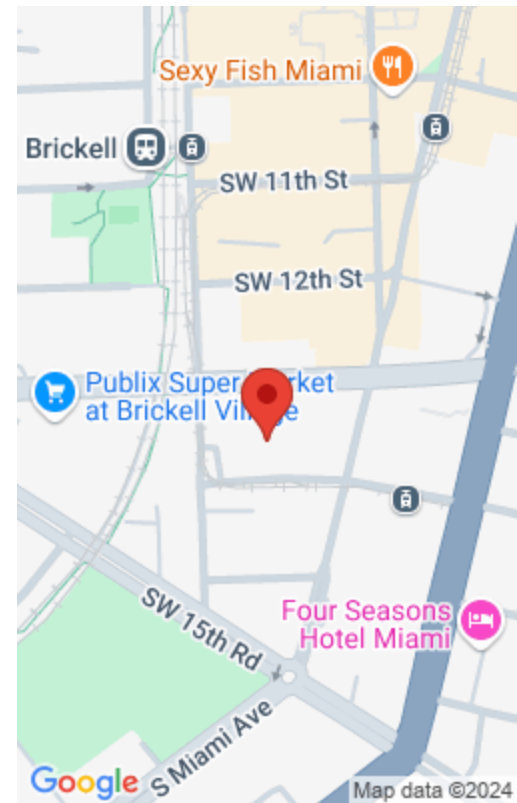 Sexy Fish Miami
Brickell
SW 11th St
SW 12th St
Publix Super Market
at Brickell Village
SW 15th Rd
Four Seasons
Hotel Miami
S Miami Ave
Google
Map data ©2024